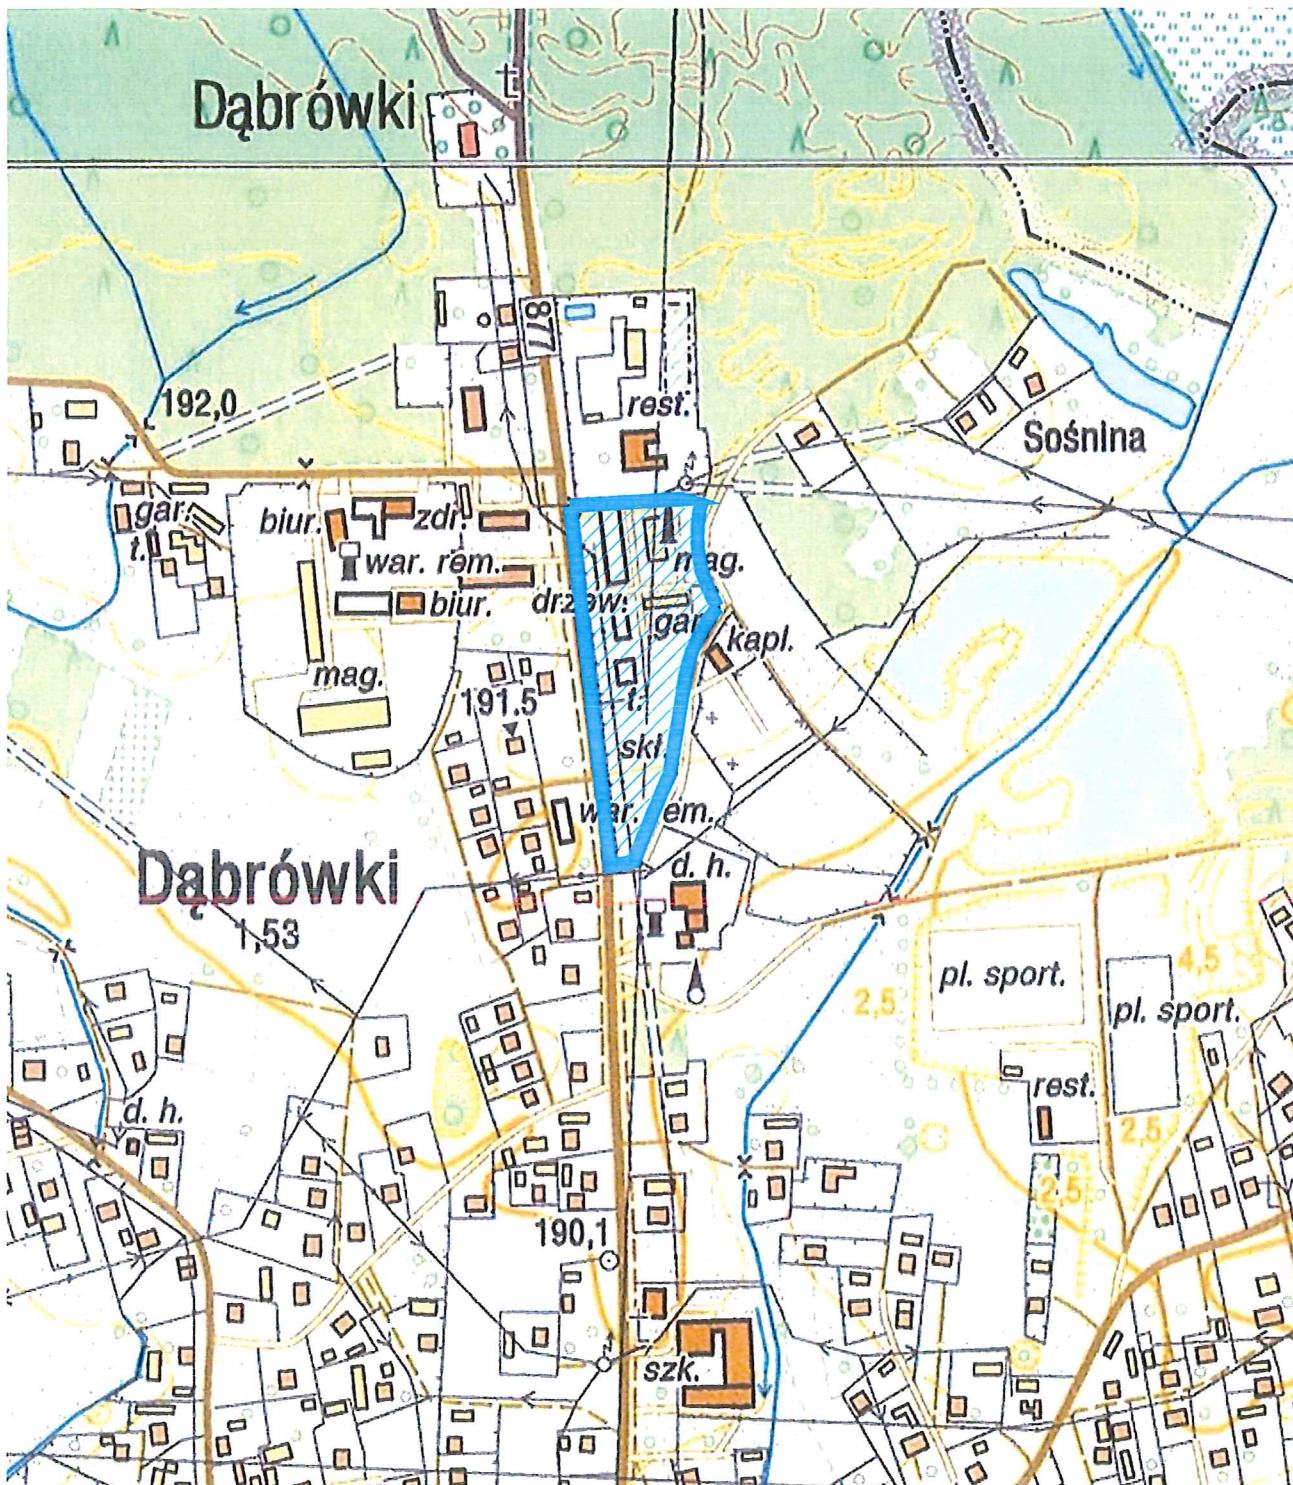 Dąbrówki
877
192,0
rest.
Sośnina
gar.
t.
biur.
zdr.
war. rem.
mag.
biur.
drzew.
gar
kapl.
mag.
191.5
t.
skł.
war. rem.
d. h.
Dąbrówki
1,53
pl. sport.
4,5
2,5
pl. sport.
rest.
d. h.
2,5
2,5
190,1
szk.